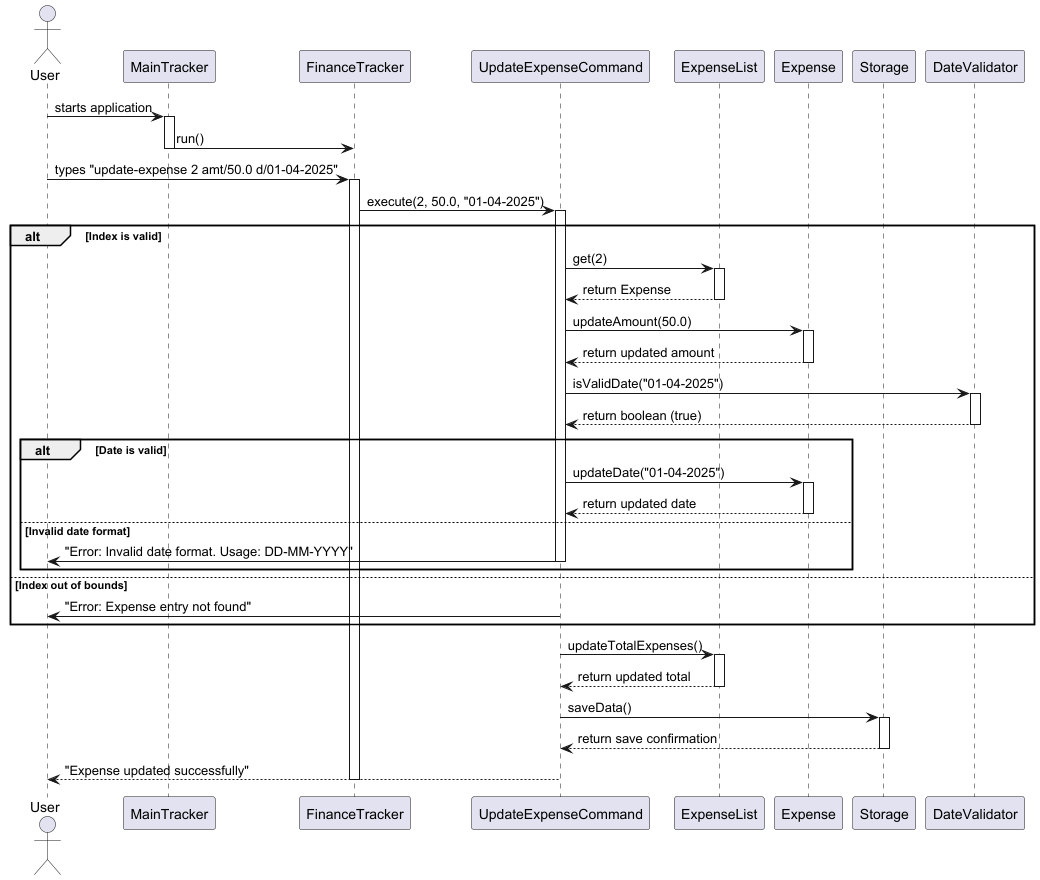 User
MainTracker
FinanceTracker
UpdateExpenseCommand
ExpenseList
Expense
Storage
DateValidator
starts application
run()
types "update-expense 2 amt/50.0 d/01-04-2025"
execute(2, 50.0, "01-04-2025")
alt
[Index is valid]
get(2)
return Expense
updateAmount(50.0)
return updated amount
isValidDate("01-04-2025")
return boolean (true)
alt
[Date is valid]
updateDate("01-04-2025")
return updated date
[Invalid date format]
"Error: Invalid date format. Usage: DD-MM-YYYY"
[Index out of bounds]
"Error: Expense entry not found"
updateTotalExpenses()
return updated total
saveData()
return save confirmation
"Expense updated successfully"
User
MainTracker
FinanceTracker
UpdateExpenseCommand
ExpenseList
Expense
Storage
DateValidator